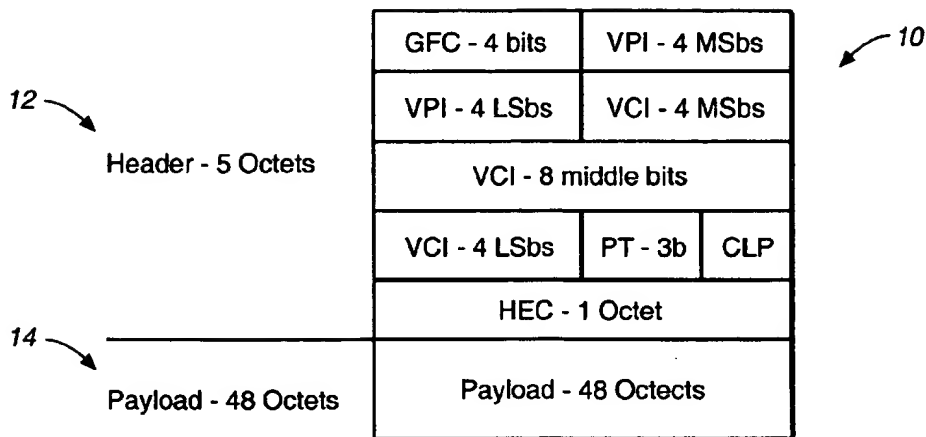 GFC - 4 bits VPI - 4 MSbs
10
12
VPI - 4 LSbs VCI - 4 MSbs
Header - 5 Octets
VCI - 8 middle bits
VCI - 4 LSbs PT - 3b CLP
HEC - 1 Octet
14
Payload - 48 Octets
Payload - 48 Octects